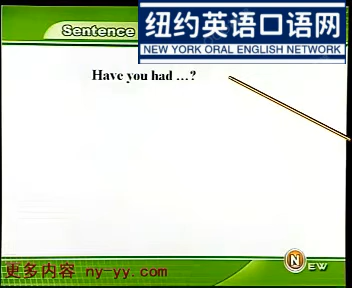 Sentence
纽约英语口语网
NEW YORK ORAL ENGLISH NETWORK
Have you had …?
NEW
更多内容 ny-yy.com